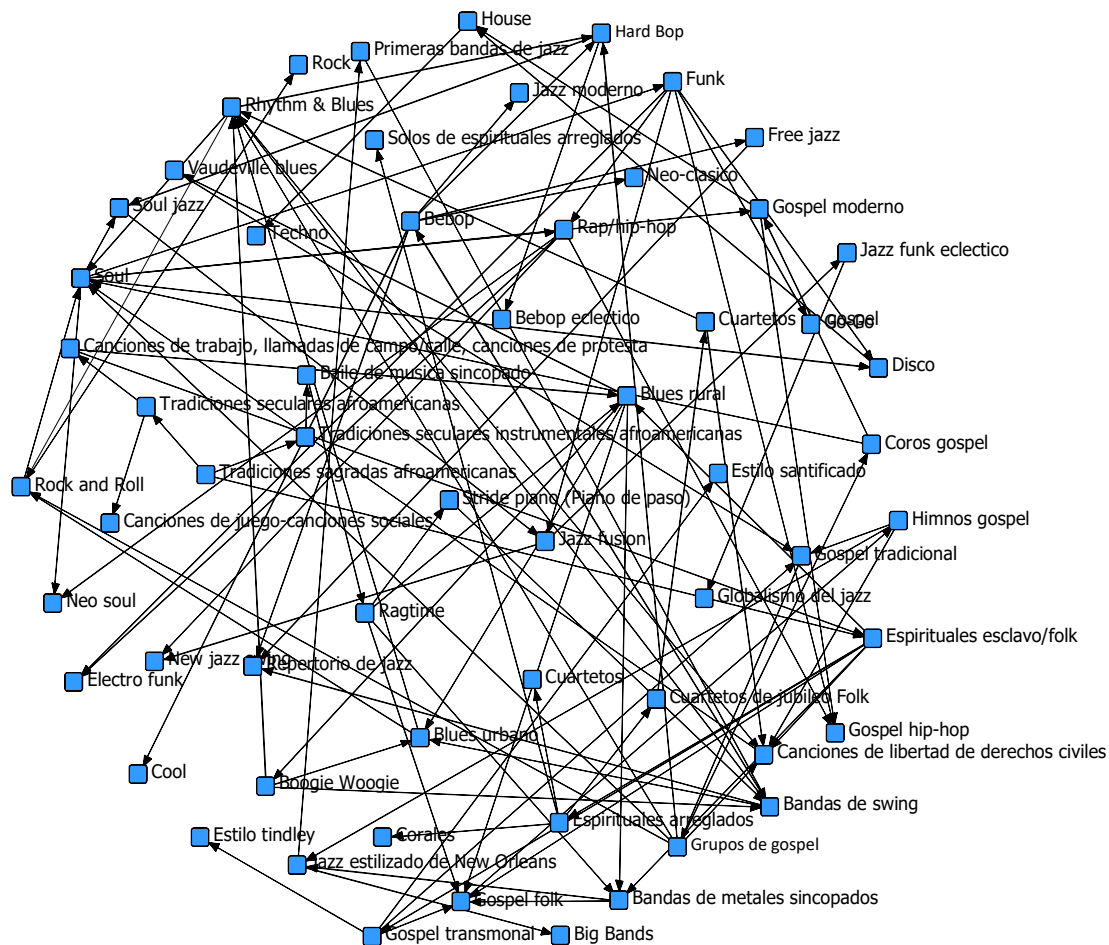 House
Hard Bop
Primeras bandas de jazz
Rock
Funk
Jazz moderno
Rhythm & Blues
Solos de espirituales arreglados
Free jazz
Vaudeville blues
Neo-clasico
Soul jazz
Gospel moderno
Bebop
Rap/hip-hop
Techno
Jazz funk eclectico
Soul
Bebop eclectico
Cuartetos gospel
Go-Go
Canciones de trabajo, llamadas de campo/calle, canciones de protesta
Disco
Baile de musica sincopado
Blues rural
Tradiciones seculares afroamericanas
Tradiciones seculares instrumentales afroamericanas
Coros gospel
Tradiciones sagradas afroamericanas
Estilo santificado
Rock and Roll
Stride piano (Piano de paso)
Canciones de juego-canciones sociales
Himnos gospel
Jazz fusion
Gospel tradicional
Neo soul
Globalismo del jazz
Ragtime
Espirituales esclavo/folk
New jazz swing
Repertorio de jazz
Electro funk
Cuartetos
Cuartetos de jubileo Folk
Gospel hip-hop
Blues urbano
Canciones de libertad de derechos civiles
Cool
Boogie Woogie
Bandas de swing
Espirituales arreglados
Estilo tindley
Corales
Grupos de gospel
Jazz estilizado de New Orleans
Gospel folk
Bandas de metales sincopados
Gospel transmonal
Big Bands